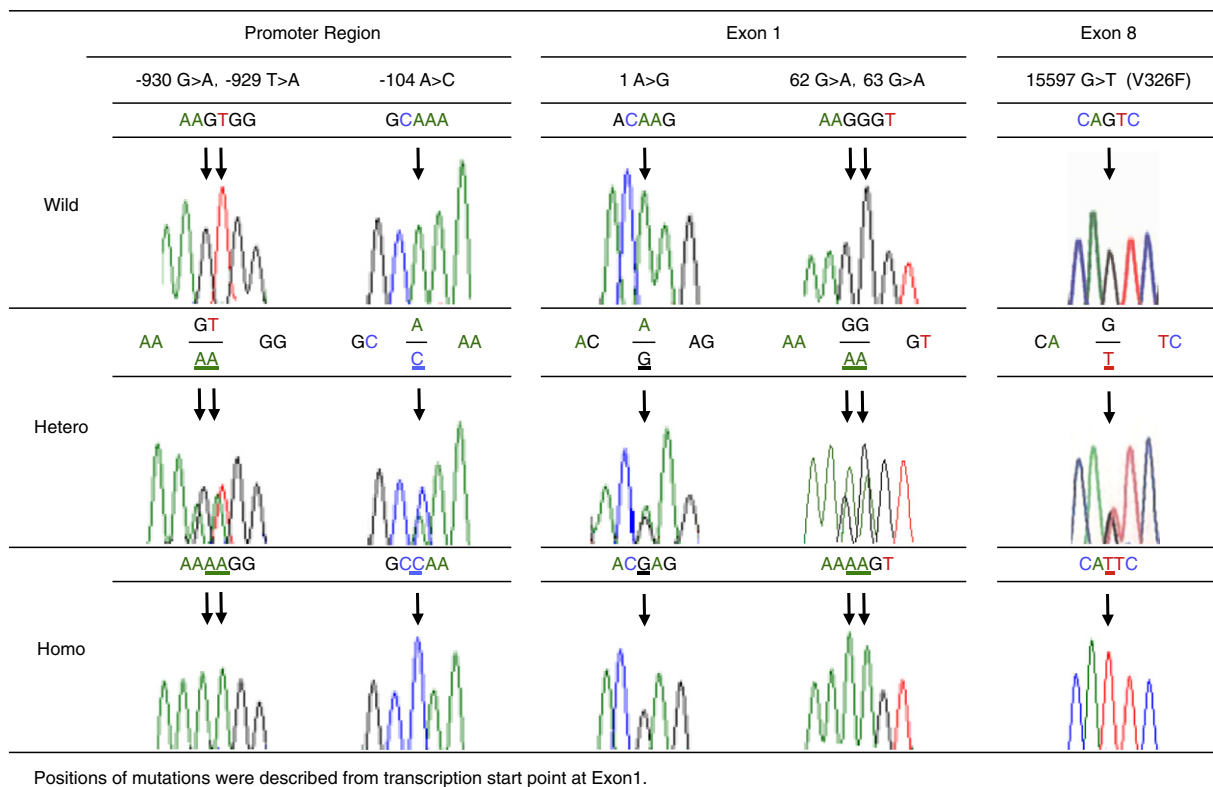 Promoter Region Exon 1 Exon 8
-930 G>A, -929 T>A -104 A>C 1 A>G 62 G>A, 63 G>A 15597 G>T (V326F)
AAGTGG GCAAA ACAAG AAGGGT CAGTC
Wild
GT A A GG G
AA GG GC AA AC AG AA GT CA TC
AA C G AA T
Hetero
AAAAGG GCCAA ACGAG AAAAGT CATTC
Homo
Positions of mutations were described from transcription start point at Exon1.